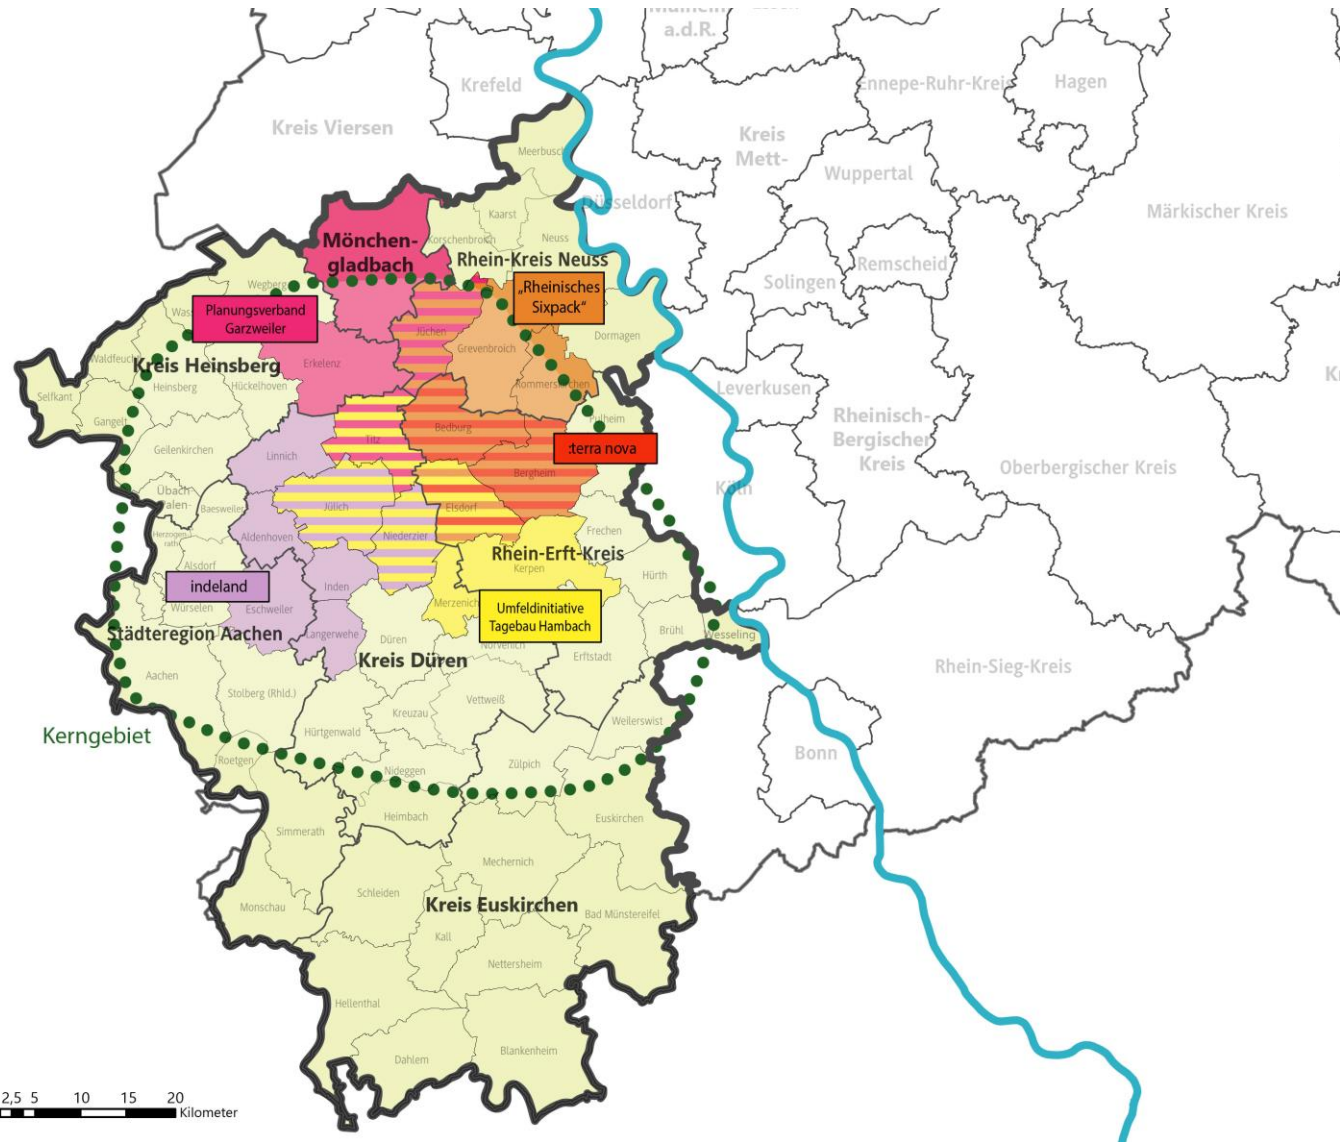 a.d.R.
Krefeld
Ennepe-Ruhr-Kreis
Hagen
Kreis Viersen
Kreis
Mett-
Meerbusch
Wuppertal
Düsseldorf
Kaarst
Märkischer Kreis
Mönchen-
gladbach
Korschenbroich
Neuss
Rhein-Kreis Neuss
Remscheid
Solingen
Wegberg
„Rheinisches
Sixpack“
Planungsverband
Garzweiler
Was
Jüchen
Dormagen
Grevenbroich
Waldfeucht
Kreis Heinsberg
Erkelenz
Heinsberg
Hückelhoven
Rommerskirchen
Leverkusen
Selfkant
Gangelt
Pulheim
Rheinisch-
Bergischer
Kreis
Bedburg
Titz
Geilenkirchen
Linnich
:terra nova
Bergheim
Oberbergischer Kreis
Köln
Übach
Palen-
Baesweiler
Jülich
Elsdorf
Herzogen-
rath
Aldenhoven
Niederzier
Frechen
Rhein-Erft-Kreis
Kerpen
Alsdorf
Hürth
indeland
Inden
Würselen
Eschweiler
Merzenich
Umfeldinitiative
Tagebau Hambach
Städteregion Aachen
Langerwehe
Düren
Nörvenich
Brühl
Wesseling
Kreis Düren
Erftstadt
Rhein-Sieg-Kreis
Aachen
Stolberg (Rhld.)
Vettweiß
Kreuzau
Weilerswist
Kerngebiet
Hürtgenwald
Bonn
Roetgen
Nideggen
Zülpich
Heimbach
Euskirchen
Simmerath
Mechernich
Schleiden
Monschau
Kreis Euskirchen
Bad Münstereifel
Kall
Nettersheim
Hellenthal
Blankenheim
Dahlem
2,5 5 10 15 20
Kilometer